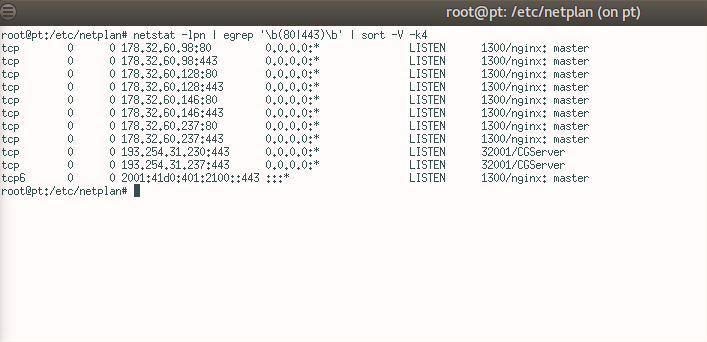 root@pt: /etc/netplan (on pt)
root@pt:/etc/netplan# netstat -lpn | egrep '\b(80|443)\b' | sort -V -k4
tcp 0 0 178.32.60.98:80 0.0.0.0:* LISTEN 1300/nginx: master
tcp 0 0 178.32.60.98:443 0.0.0.0:* LISTEN 1300/nginx: master
tcp 0 0 178.32.60.128:80 0.0.0.0:* LISTEN 1300/nginx: master
tcp 0 0 178.32.60.128:443 0.0.0.0:* LISTEN 1300/nginx: master
tcp 0 0 178.32.60.146:80 0.0.0.0:* LISTEN 1300/nginx: master
tcp 0 0 178.32.60.146:443 0.0.0.0:* LISTEN 1300/nginx: master
tcp 0 0 178.32.60.237:80 0.0.0.0:* LISTEN 1300/nginx: master
tcp 0 0 178.32.60.237:443 0.0.0.0:* LISTEN 1300/nginx: master
tcp 0 0 193.254.31.230:443 0.0.0.0:* LISTEN 32001/CGServer
tcp 0 0 193.254.31.237:443 0.0.0.0:* LISTEN 32001/CGServer
tcp6 0 0 2001:41d0:401:2100::443 :::* LISTEN 1300/nginx: master
root@pt:/etc/netplan#